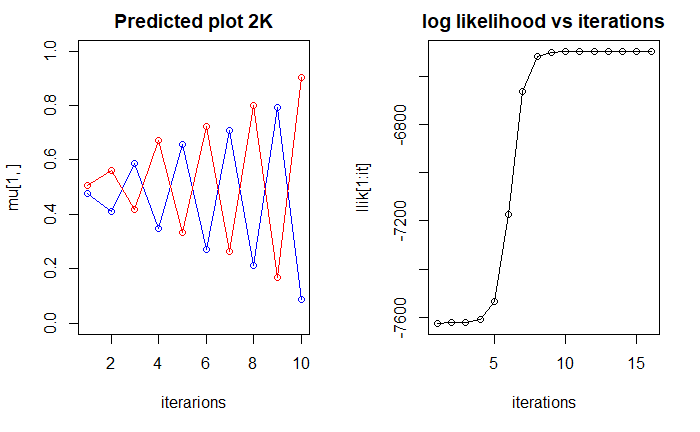 Predicted plot 2K
mu[1, ]
1.0
0.8
0.6
0.4
0.2
0.0
2
4
6
8
10
iterarions
log likelihood vs iterations
llik[1:it]
-6800
-7200
-7600
5
10
15
iterations